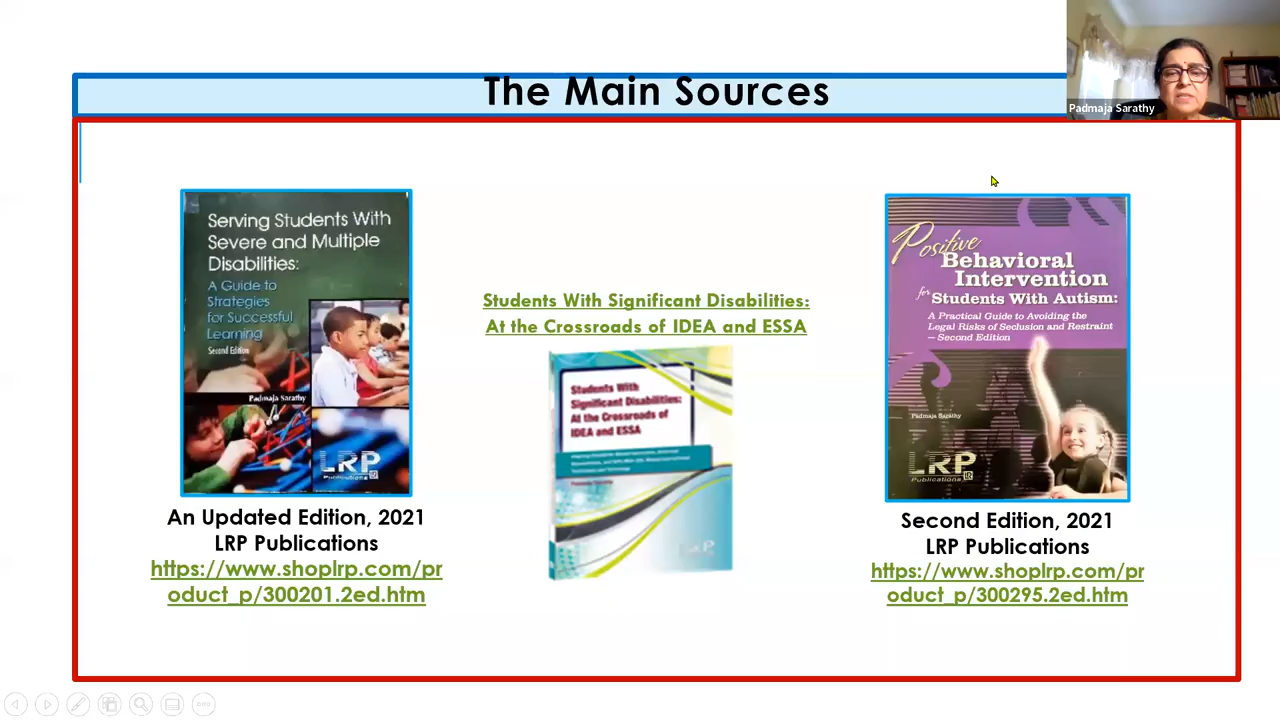 The Main Sources
Padmaja Sarathy
Serving Students With
Severe and Multiple
Disabilities:
A Guide to
Strategies
for Successful
Learning
Second Edition
Padmaja Sarathy
LRP
Publications
An Updated Edition, 2021
LRP Publications
https://www.shoplrp.com/pr
oduct_p/300201.2ed.htm
Students With Significant Disabilities:
At the Crossroads of IDEA and ESSA
Students With
Significant Disabilities:
At the Crossroads of
IDEA and ESSA
LRP
Positive
Behavioral
Intervention
for Students With Autism:
A Practical Guide to Avoiding the
Legal Risks of Seclusion and Restraint
— Second Edition
Padmaja Sarathy
LRP
Publications
Second Edition, 2021
LRP Publications
https://www.shoplrp.com/pr
oduct_p/300295.2ed.htm